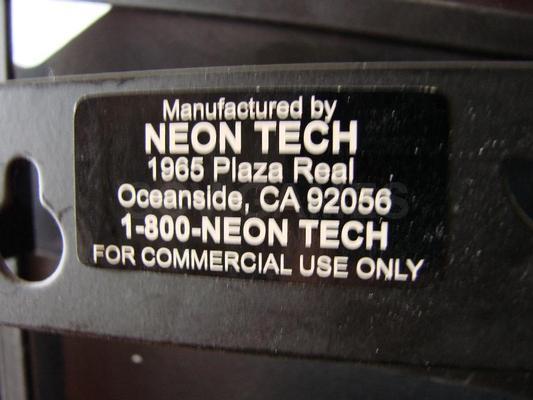 Manufactured by
NEON TECH
1965 Plaza Real
Oceanside, CA 92056
1-800-NEON TECH
FOR COMMERCIAL USE ONLY